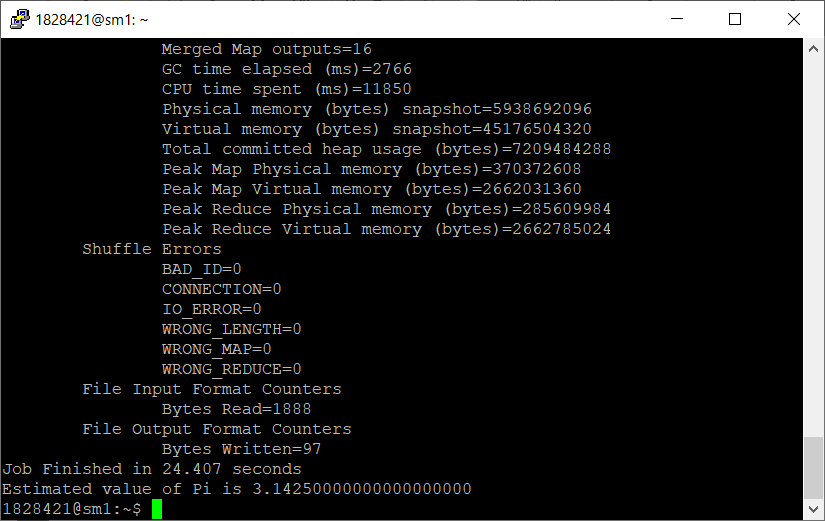 1828421@sm1: ~
Merged Map outputs=16
GC time elapsed (ms)=2766
CPU time spent (ms)=11850
Physical memory (bytes) snapshot=5938692096
Virtual memory (bytes) snapshot=45176504320
Total committed heap usage (bytes)=7209484288
Peak Map Physical memory (bytes)=370372608
Peak Map Virtual memory (bytes)=2662031360
Peak Reduce Physical memory (bytes)=285609984
Peak Reduce Virtual memory (bytes)=2662785024
Shuffle Errors
BAD_ID=0
CONNECTION=0
IO_ERROR=0
WRONG_LENGTH=0
WRONG_MAP=0
WRONG_REDUCE=0
File Input Format Counters
Bytes Read=1888
File Output Format Counters
Bytes Written=97
Job Finished in 24.407 seconds
Estimated value of Pi is 3.14250000000000000000
1828421@sm1:~$